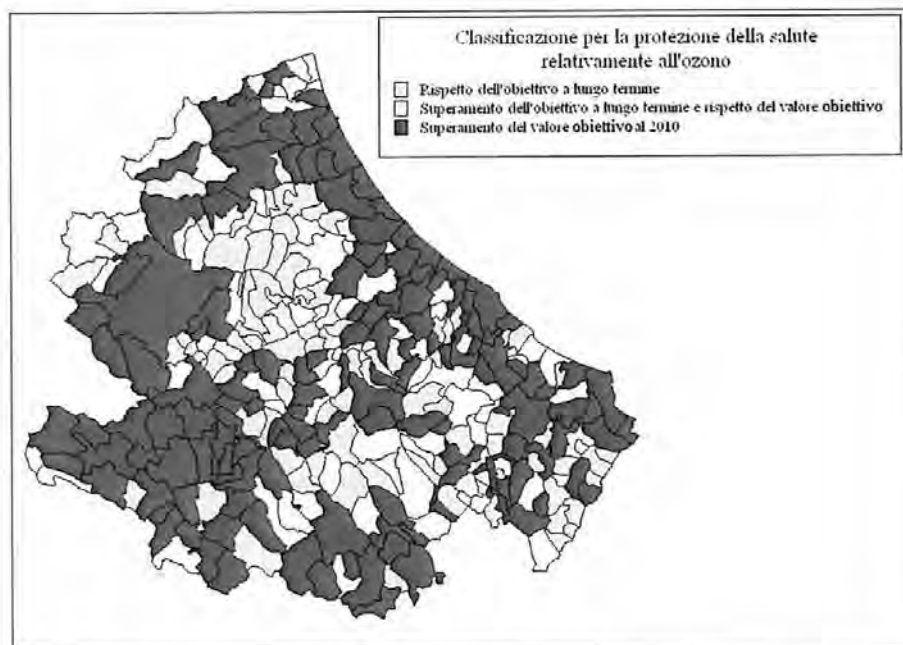 Classificazione per la protezione della salute
relativamente all'ozono
Rispetto dell'obiettivo a lungo termine
Superamento dell'obiettivo a lungo termine e rispetto del valore obiettivo
Superamento del valore obiettivo al 2010